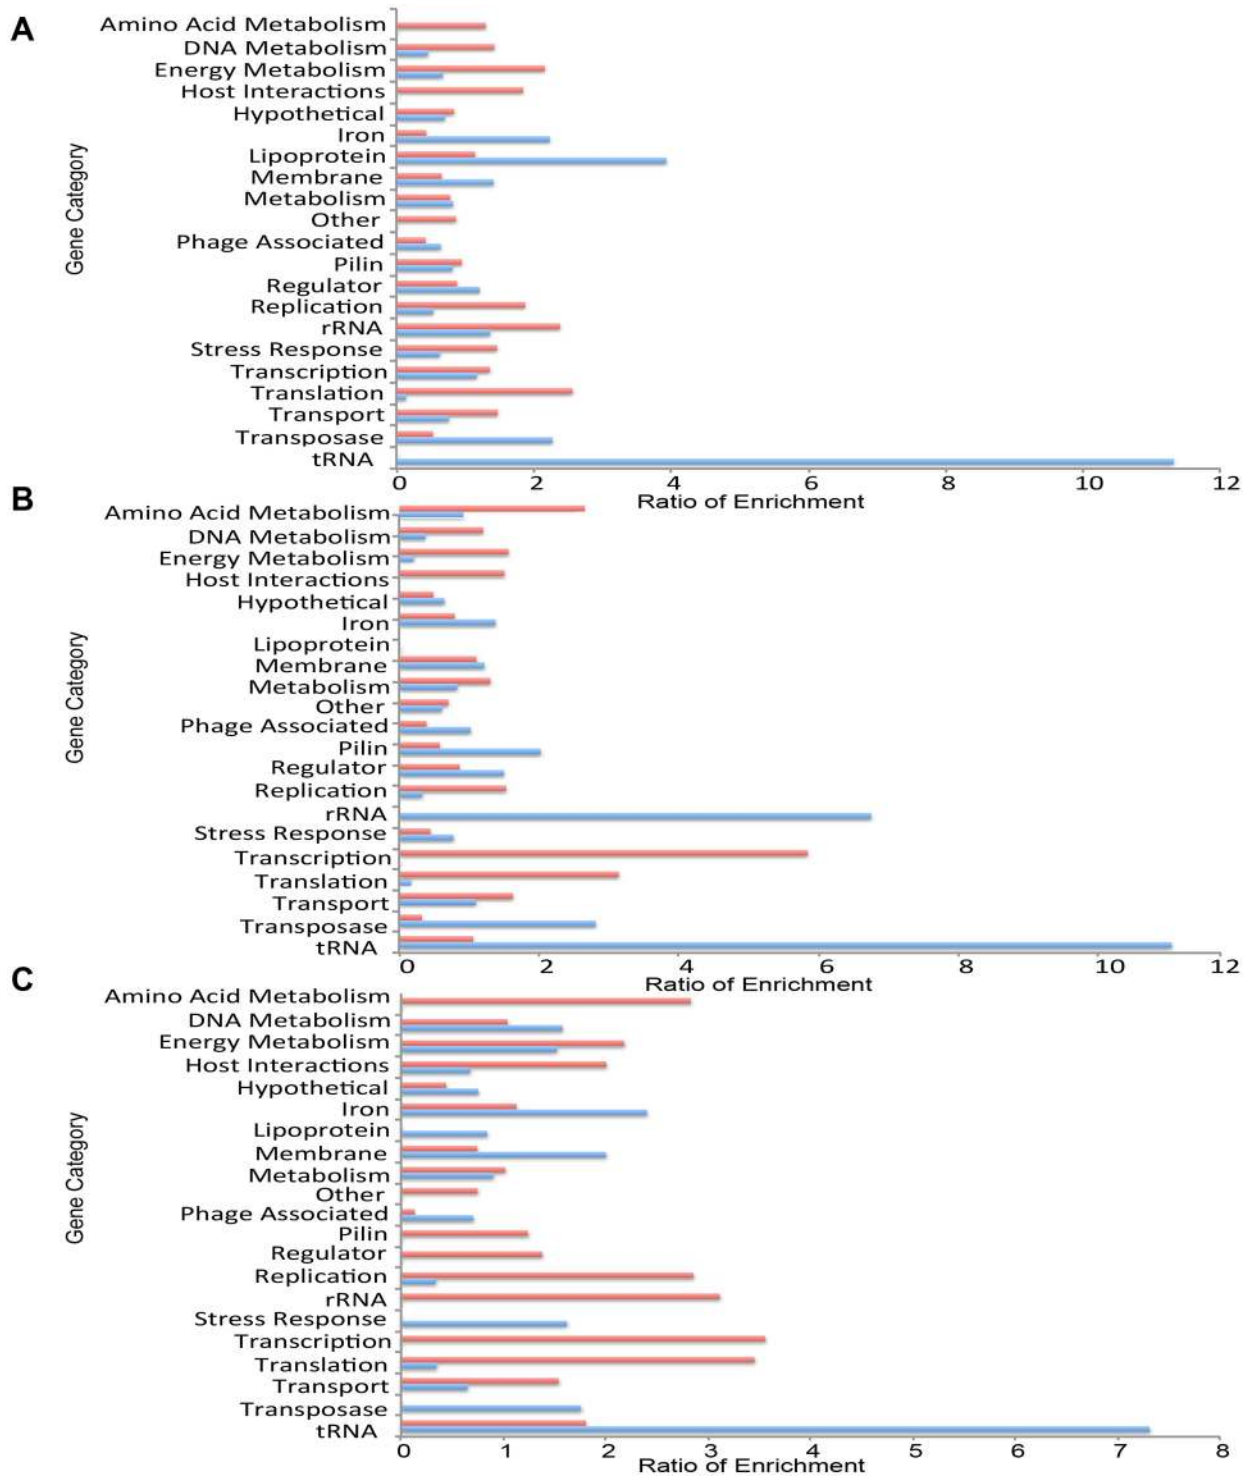 A
Gene Category
Amino Acid Metabolism
DNA Metabolism
Energy Metabolism
Host Interactions
Hypothetical
Iron
Lipoprotein
Membrane
Metabolism
Other
Phage Associated
Pilin
Regulator
Replication
rRNA
Stress Response
Transcription
Translation
Transport
Transposase
tRNA
0 2 4 6 8 10 12
Ratio of Enrichment
B
Gene Category
Amino Acid Metabolism
DNA Metabolism
Energy Metabolism
Host Interactions
Hypothetical
Iron
Lipoprotein
Membrane
Metabolism
Other
Phage Associated
Pilin
Regulator
Replication
rRNA
Stress Response
Transcription
Translation
Transport
Transposase
tRNA
0 2 4 6 8 10 12
Ratio of Enrichment
C
Gene Category
Amino Acid Metabolism
DNA Metabolism
Energy Metabolism
Host Interactions
Hypothetical
Iron
Lipoprotein
Membrane
Metabolism
Other
Phage Associated
Pilin
Regulator
Replication
rRNA
Stress Response
Transcription
Translation
Transport
Transposase
tRNA
0 1 2 3 4 5 6 7 8
Ratio of Enrichment